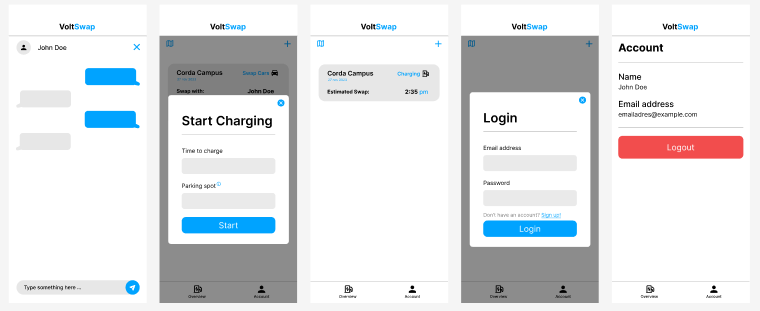 VoltSwap
John Doe
Type something here ...
VoltSwap
Corda Campus
Swap Cars
Swap with:
John Doe
Start Charging
Time to charge
Parking spot
Start
Overview
Account
VoltSwap
Corda Campus
Charging
Estimated Swap:
2:35 pm
Overview
Account
VoltSwap
Login
Email address
Password
Don't have an account? Sign up!
Login
Overview
Account
VoltSwap
Account
Name
John Doe
Email address
emailadres@example.com
Logout
Overview
Account